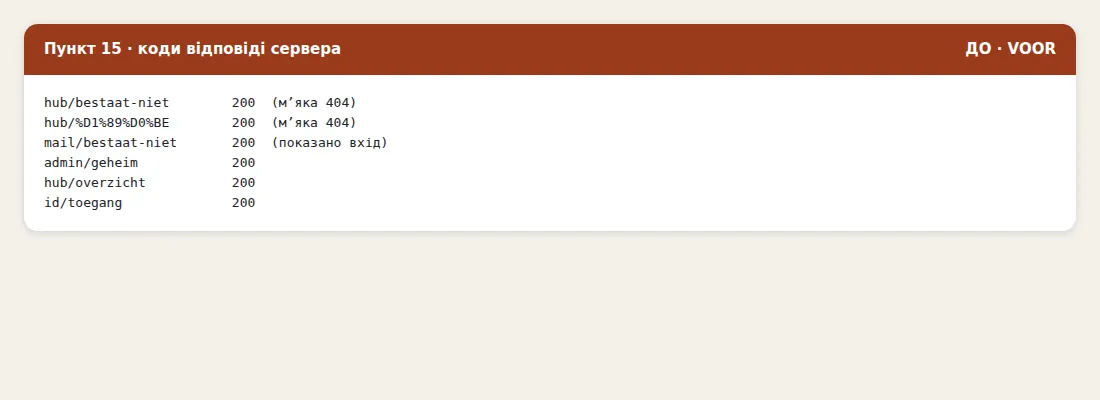 Пункт 15 · коди відповіді сервера
ДО · VOOR
hub/bestaat-niet 200 (м’яка 404)
hub/%D1%89%D0%BE 200 (м’яка 404)
mail/bestaat-niet 200 (показано вхід)
admin/geheim 200
hub/overzicht 200
id/toegang 200